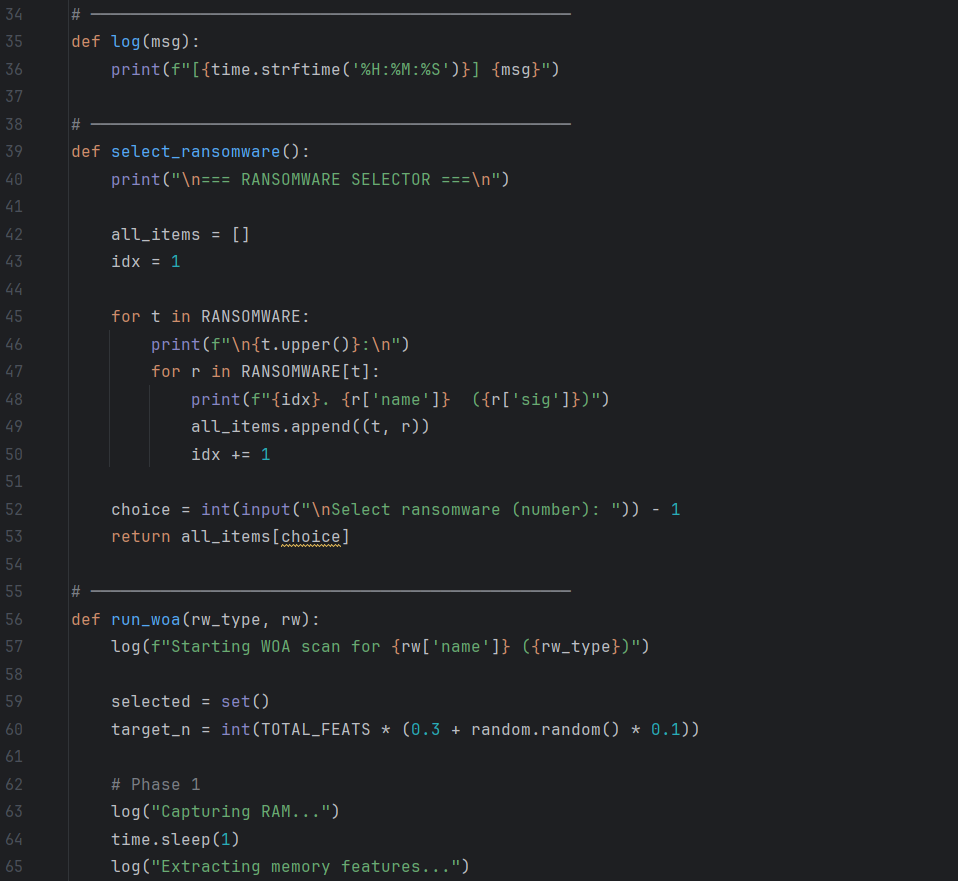 34 # ────────────────────────────────────────────────
35 def log(msg):
36     print(f"[{time.strftime('%H:%M:%S')}] {msg}")
37
38 # ────────────────────────────────────────────────
39 def select_ransomware():
40     print("\n=== RANSOMWARE SELECTOR ===\n")
41
42     all_items = []
43     idx = 1
44
45     for t in RANSOMWARE:
46         print(f"\n{t.upper()}:\n")
47         for r in RANSOMWARE[t]:
48             print(f"{idx}. {r['name']}  ({r['sig']})")
49             all_items.append((t, r))
50             idx += 1
51
52     choice = int(input("\nSelect ransomware (number): ")) - 1
53     return all_items[choice]
54
55 # ────────────────────────────────────────────────
56 def run_woa(rw_type, rw):
57     log(f"Starting WOA scan for {rw['name']} ({rw_type})")
58
59     selected = set()
60     target_n = int(TOTAL_FEATS * (0.3 + random.random() * 0.1))
61
62     # Phase 1
63     log("Capturing RAM...")
64     time.sleep(1)
65     log("Extracting memory features...")